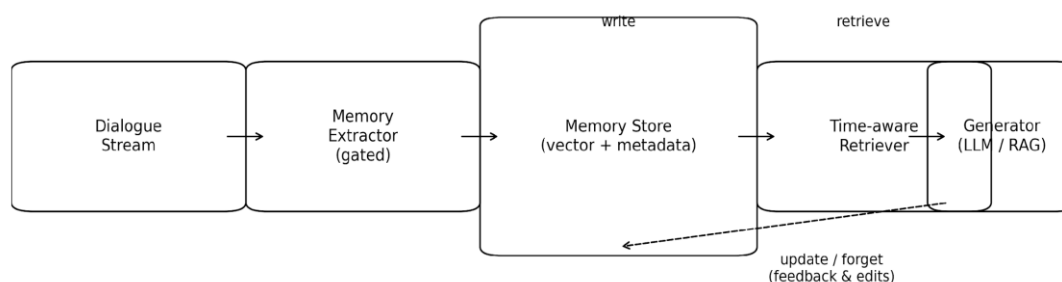 write
retrieve
Dialogue
Stream
Memory
Extractor
(gated)
Memory Store
(vector + metadata)
Time-aware
Retriever
Generator
(LLM / RAG)
update / forget
(feedback & edits)